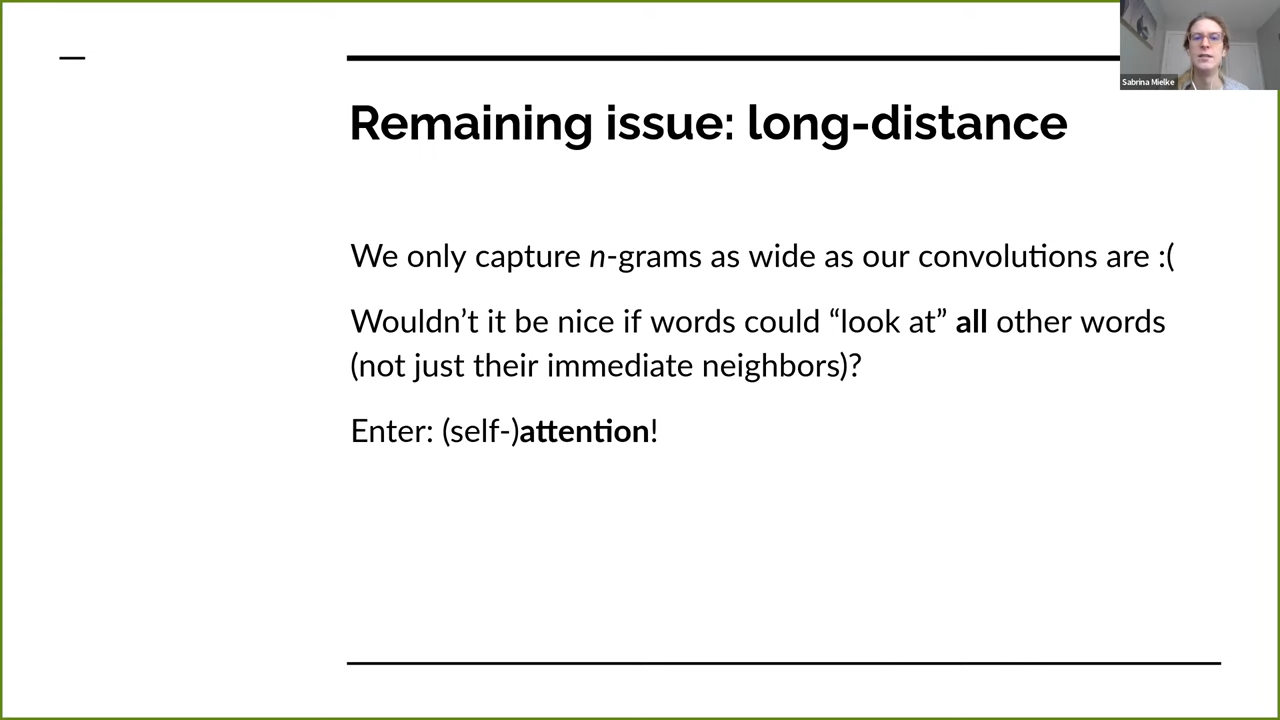 Sabrina Mielke
Remaining issue: long-distance
We only capture n-grams as wide as our convolutions are :(
Wouldn’t it be nice if words could “look at” all other words
(not just their immediate neighbors)?
Enter: (self-)attention!